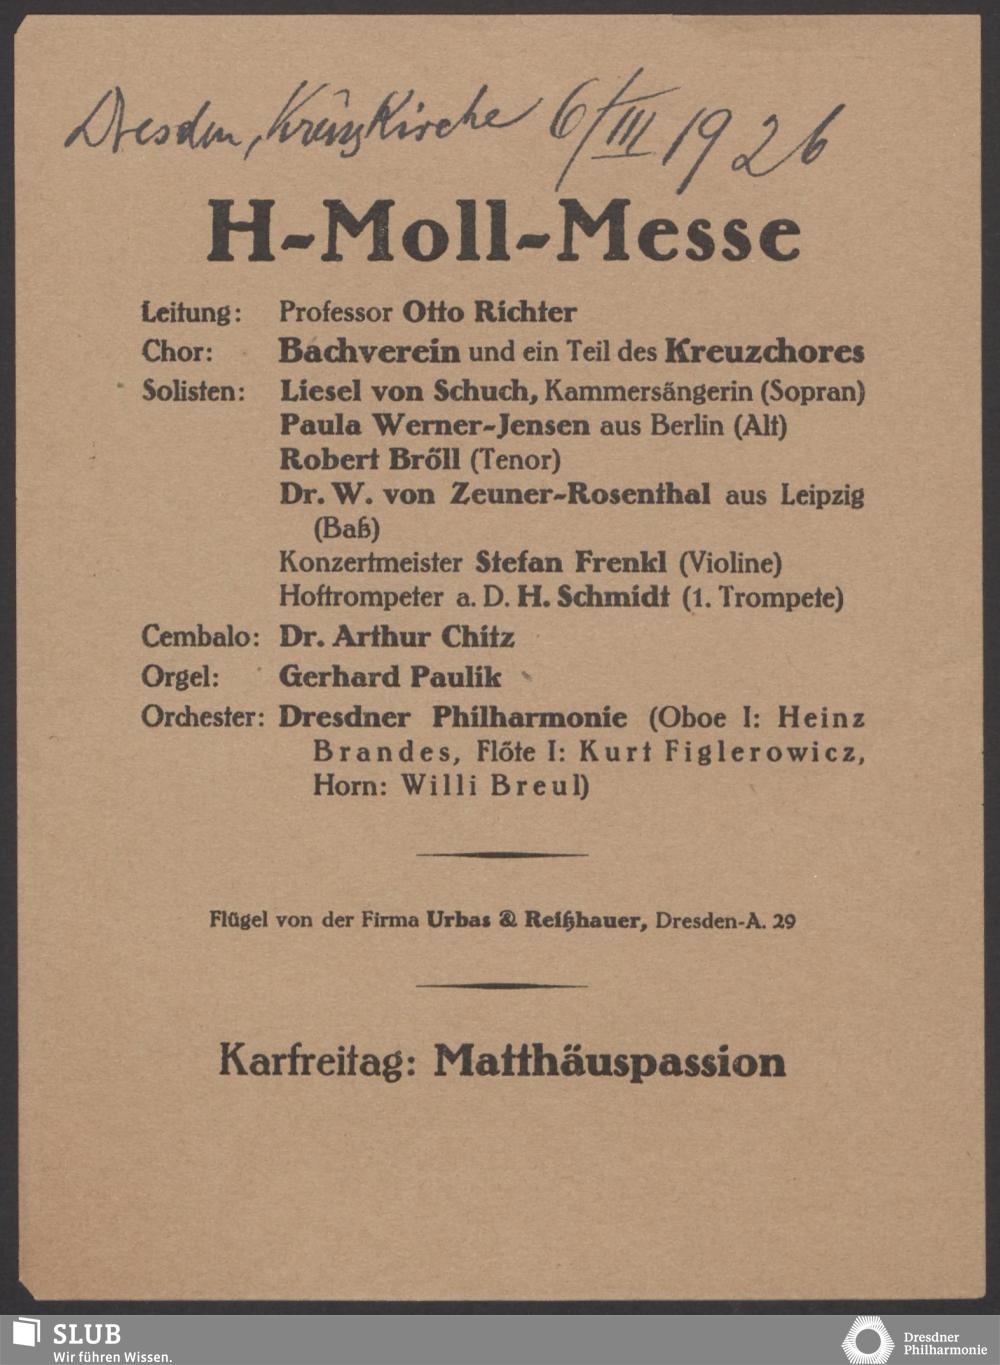 Dresden, Kreuzkirche 6/III 1926
H-Moll-Messe
Leitung: Professor Otto Richter
Chor: Bachverein und ein Teil des Kreuzchores
Solisten: Liesel von Schuch, Kammersängerin (Sopran)
Paula Werner-Jensen aus Berlin (Alt)
Robert Bröll (Tenor)
Dr. W. von Zeuner-Rosenthal aus Leipzig
(Baß)
Konzertmeister Stefan Frenkl (Violine)
Hoftrompeter a. D. H. Schmidt (1. Trompete)
Cembalo: Dr. Arthur Chitz
Orgel: Gerhard Paulik
Orchester: Dresdner Philharmonie (Oboe I: Heinz
Brandes, Flöte I: Kurt Figlerowicz,
Horn: Willi Breul)
Flügel von der Firma Urbas & Reißhauer, Dresden-A. 29
Karfreitag: Matthäuspassion
SLUB
Wir führen Wissen.
Dresdner
Philharmonie